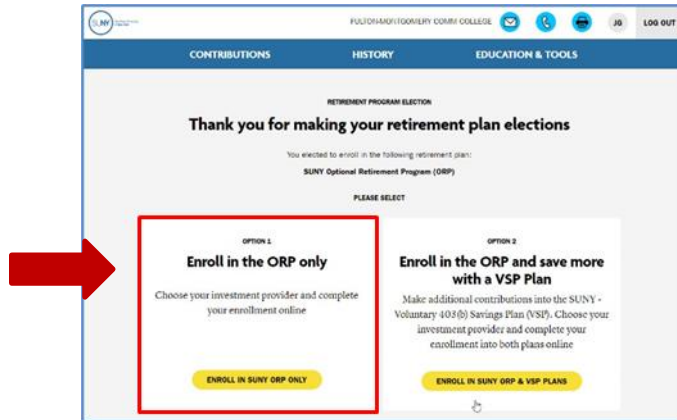 SUNY
FULTON-MONTGOMERY COMM COLLEGE
JG
LOG OUT
CONTRIBUTIONS
HISTORY
EDUCATION & TOOLS
RETIREMENT PROGRAM ELECTION
Thank you for making your retirement plan elections
You elected to enroll in the following retirement plan:
SUNY Optional Retirement Program (ORP)
PLEASE SELECT
OPTION 1
Enroll in the ORP only
Choose your investment provider and complete
your enrollment online
ENROLL IN SUNY ORP ONLY
OPTION 2
Enroll in the ORP and save more
with a VSP Plan
Make additional contributions into the SUNY -
Voluntary 403(b) Savings Plan (VSP). Choose your
investment provider and complete your
enrollment into both plans online
ENROLL IN SUNY ORP & VSP PLANS